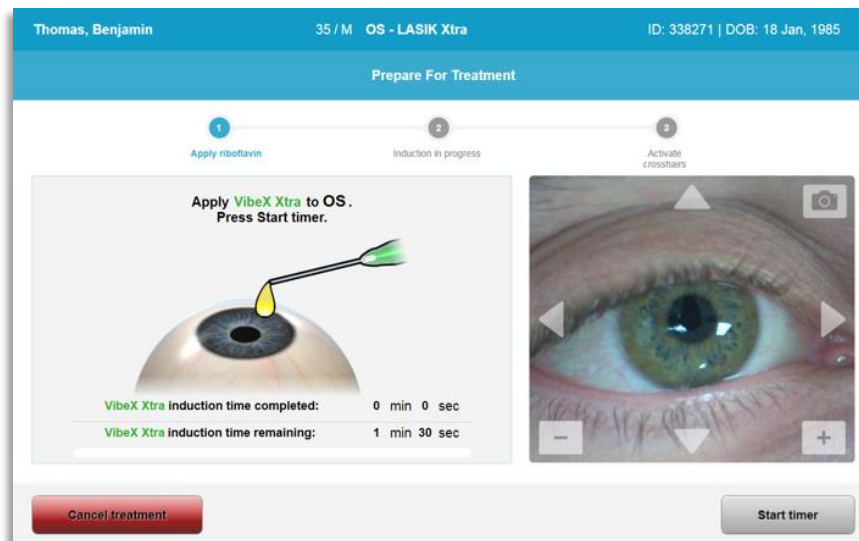 Thomas, Benjamin 35 / M OS - LASIK Xtra ID: 338271 | DOB: 18 Jan, 1985
Prepare For Treatment
1 2 3
Apply riboflavin Induction in progress Activate
crosshairs
Apply VibeX Xtra to OS.
Press Start timer.
VibeX Xtra induction time completed: 0 min 0 sec
VibeX Xtra induction time remaining: 1 min 30 sec
Cancel treatment Start timer